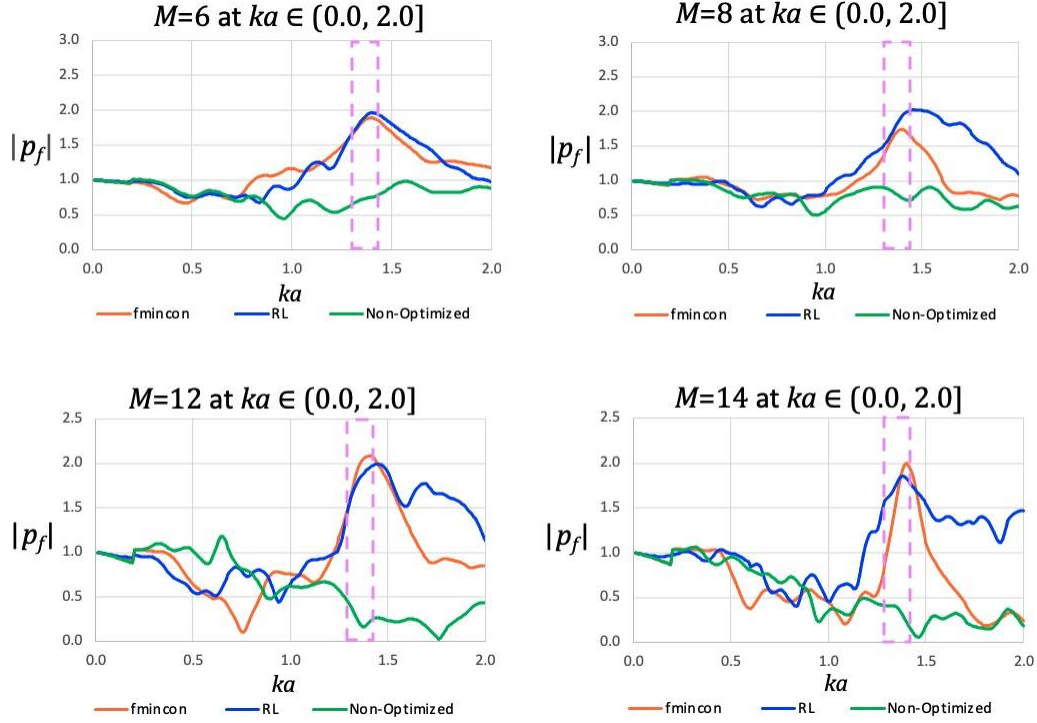 M=6 at ka ∈ (0.0, 2.0]
3.0
2.5
2.0
1.5
1.0
0.5
0.0
|pf|
0.0 0.5 1.0 1.5 2.0
ka
fmincon RL Non-Optimized
M=8 at ka ∈ (0.0, 2.0]
3.0
2.5
2.0
1.5
1.0
0.5
0.0
|pf|
0.0 0.5 1.0 1.5 2.0
ka
fmincon RL Non-Optimized
M=12 at ka ∈ (0.0, 2.0]
2.5
2.0
1.5
1.0
0.5
0.0
|pf|
0.0 0.5 1.0 1.5 2.0
ka
fmincon RL Non-Optimized
M=14 at ka ∈ (0.0, 2.0]
2.5
2.0
1.5
1.0
0.5
0.0
|pf|
0.0 0.5 1.0 1.5 2.0
ka
fmincon RL Non-Optimized